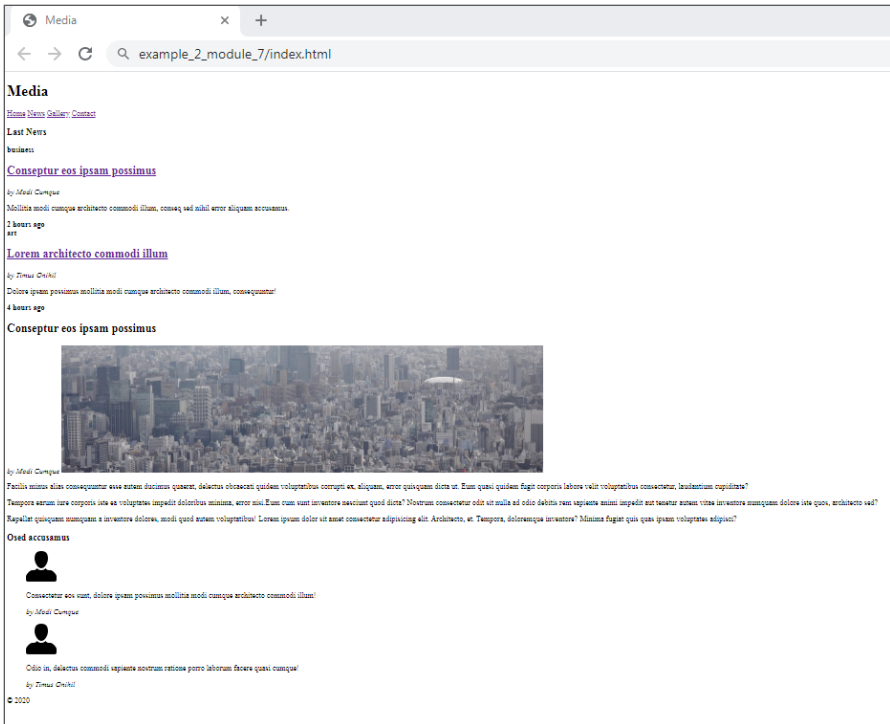 Media
example_2_module_7/index.html
Media
Home News Gallery Contact
Last News
business
Conseptur eos ipsam possimus
by Modi Cumque
Mollitia modi cumque architecto commodi illum, conseq sed nihil error aliquam accusamus.
2 hours ago
art
Lorem architecto commodi illum
by Timus Onihil
Dolore ipsam possimus mollitia modi cumque architecto commodi illum, consequuntur!
4 hours ago
Conseptur eos ipsam possimus
by Modi Cumque
Facilis minus alias consequuntur esse autem ducimus quaerat, delectus obcaecati quidem voluptatibus corrupti ex, aliquam, error quisquam dicta ut. Eum quasi quidem fugit corporis labore velit voluptatibus consectetur, laudantium cupiditate?
Tempora earum iure corporis iste ea voluptates impedit doloribus minima, error nisi.Eum cum sunt inventore nesciunt quod dicta? Nostrum consectetur odit sit nulla ad odio debitis rem sapiente animi impedit aut tenetur autem vitae inventore numquam dolore iste quos, architecto sed?
Repellat quisquam numquam a inventore dolores, modi quod autem voluptatibus! Lorem ipsum dolor sit amet consectetur adipisicing elit. Architecto, et. Tempora, doloremque inventore? Minima fugiat quis quas ipsam voluptates adipisci?
Osed accusamus
Consectetur eos sunt, dolore ipsam possimus mollitia modi cumque architecto commodi illum!
by Modi Cumque
Odio in, delectus commodi sapiente nostrum ratione porro laborum facere quasi cumque!
by Timus Onihil
© 2020